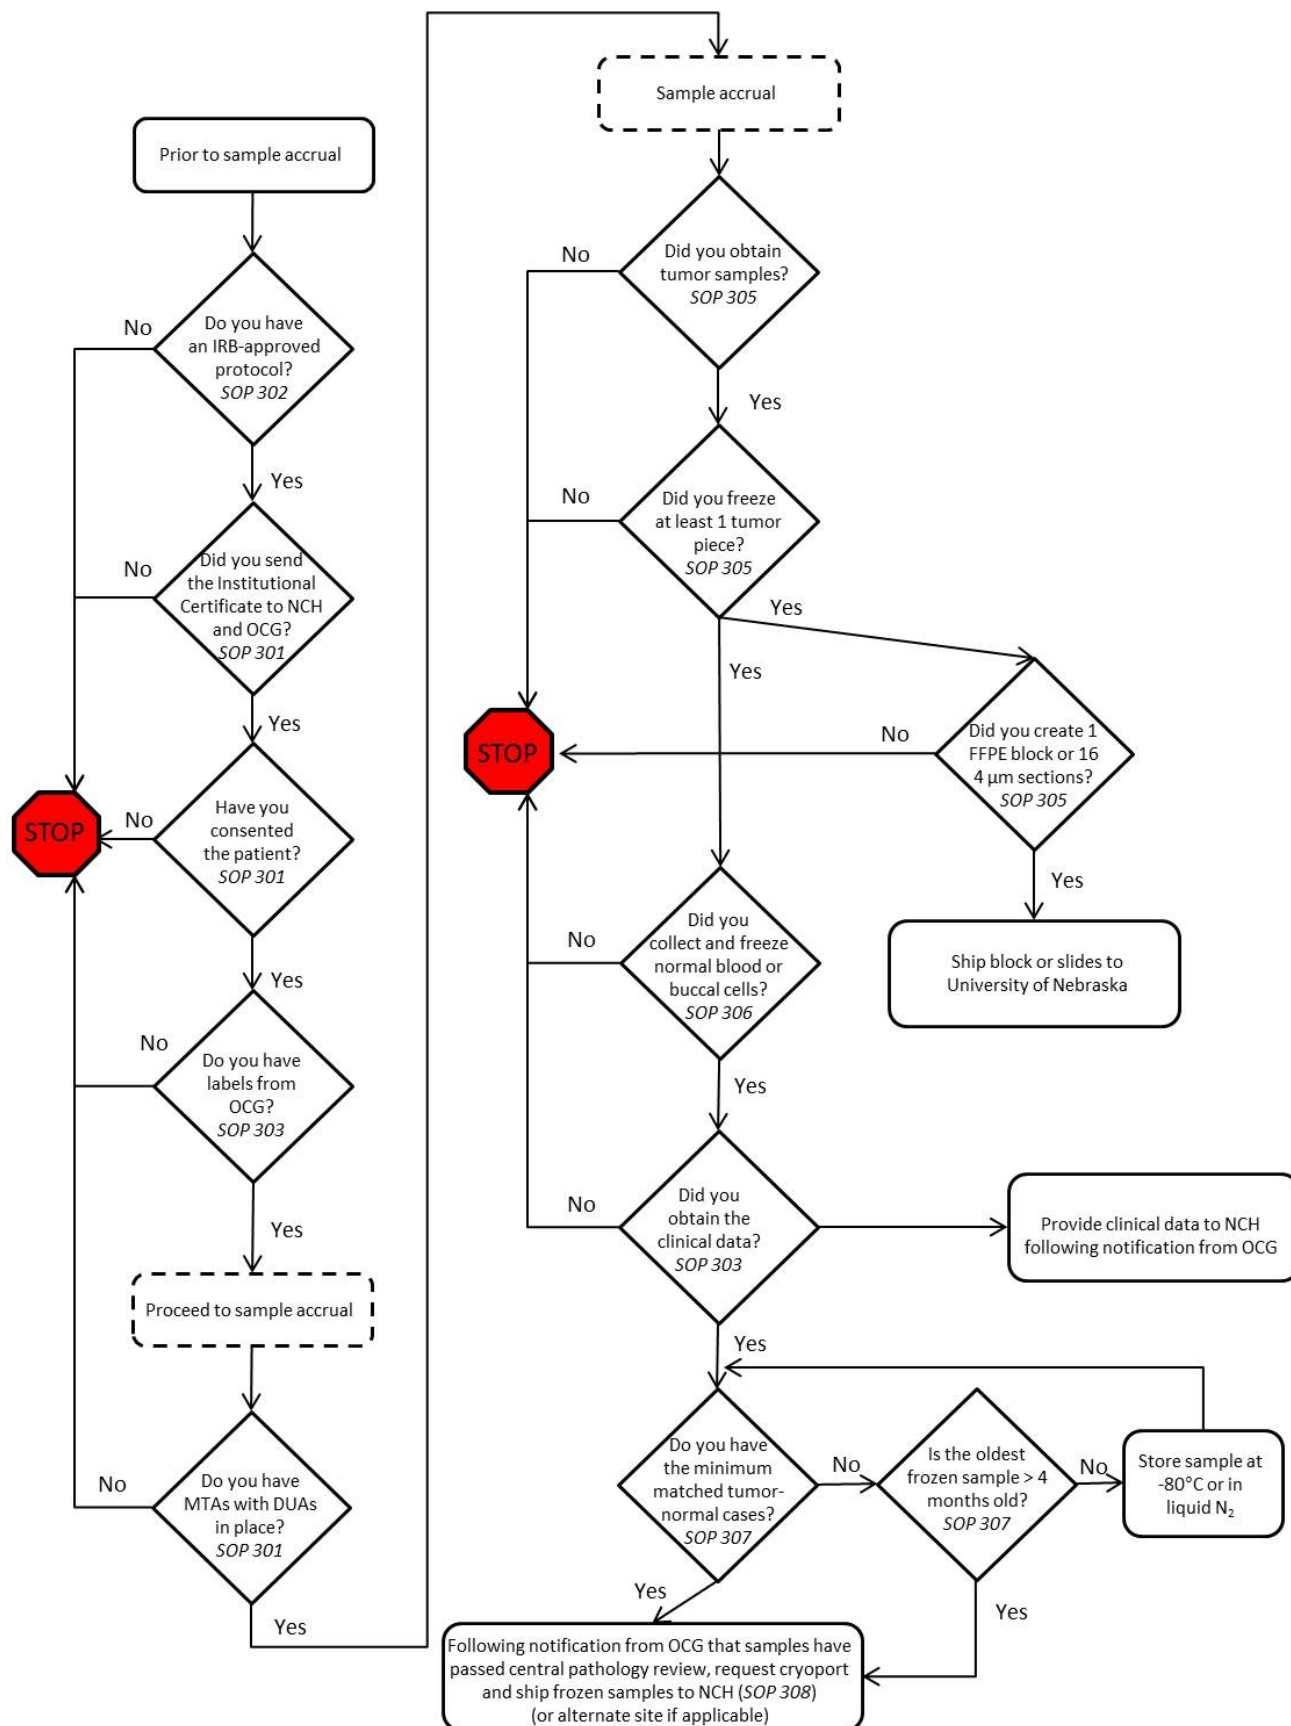 Prior to sample accrual
Do you have
an IRB-approved
protocol?
SOP 302
No
Yes
Did you send
the Institutional
Certificate to NCH
and OCG?
SOP 301
No
Yes
Have you
consented
the patient?
SOP 301
No
STOP
Yes
Do you have
labels from
OCG?
SOP 303
No
Yes
Proceed to sample accrual
Do you have
MTAs with DUAs
in place?
SOP 301
No
Yes
Sample accrual
Did you obtain
tumor samples?
SOP 305
No
Yes
Did you freeze
at least 1 tumor
piece?
SOP 305
No
Yes
Yes
STOP
Did you create 1
FFPE block or 16
4 µm sections?
SOP 305
No
Yes
Ship block or slides to
University of Nebraska
Did you
collect and freeze
normal blood or
buccal cells?
SOP 306
No
Yes
Did you
obtain the
clinical data?
SOP 303
No
Provide clinical data to NCH
following notification from OCG
Yes
Do you have
the minimum
matched tumor-
normal cases?
SOP 307
No
Is the oldest
frozen sample > 4
months old?
SOP 307
No
Store sample at
-80°C or in
liquid N₂
Yes
Yes
Following notification from OCG that samples have
passed central pathology review, request cryoport
and ship frozen samples to NCH (SOP 308)
(or alternate site if applicable)